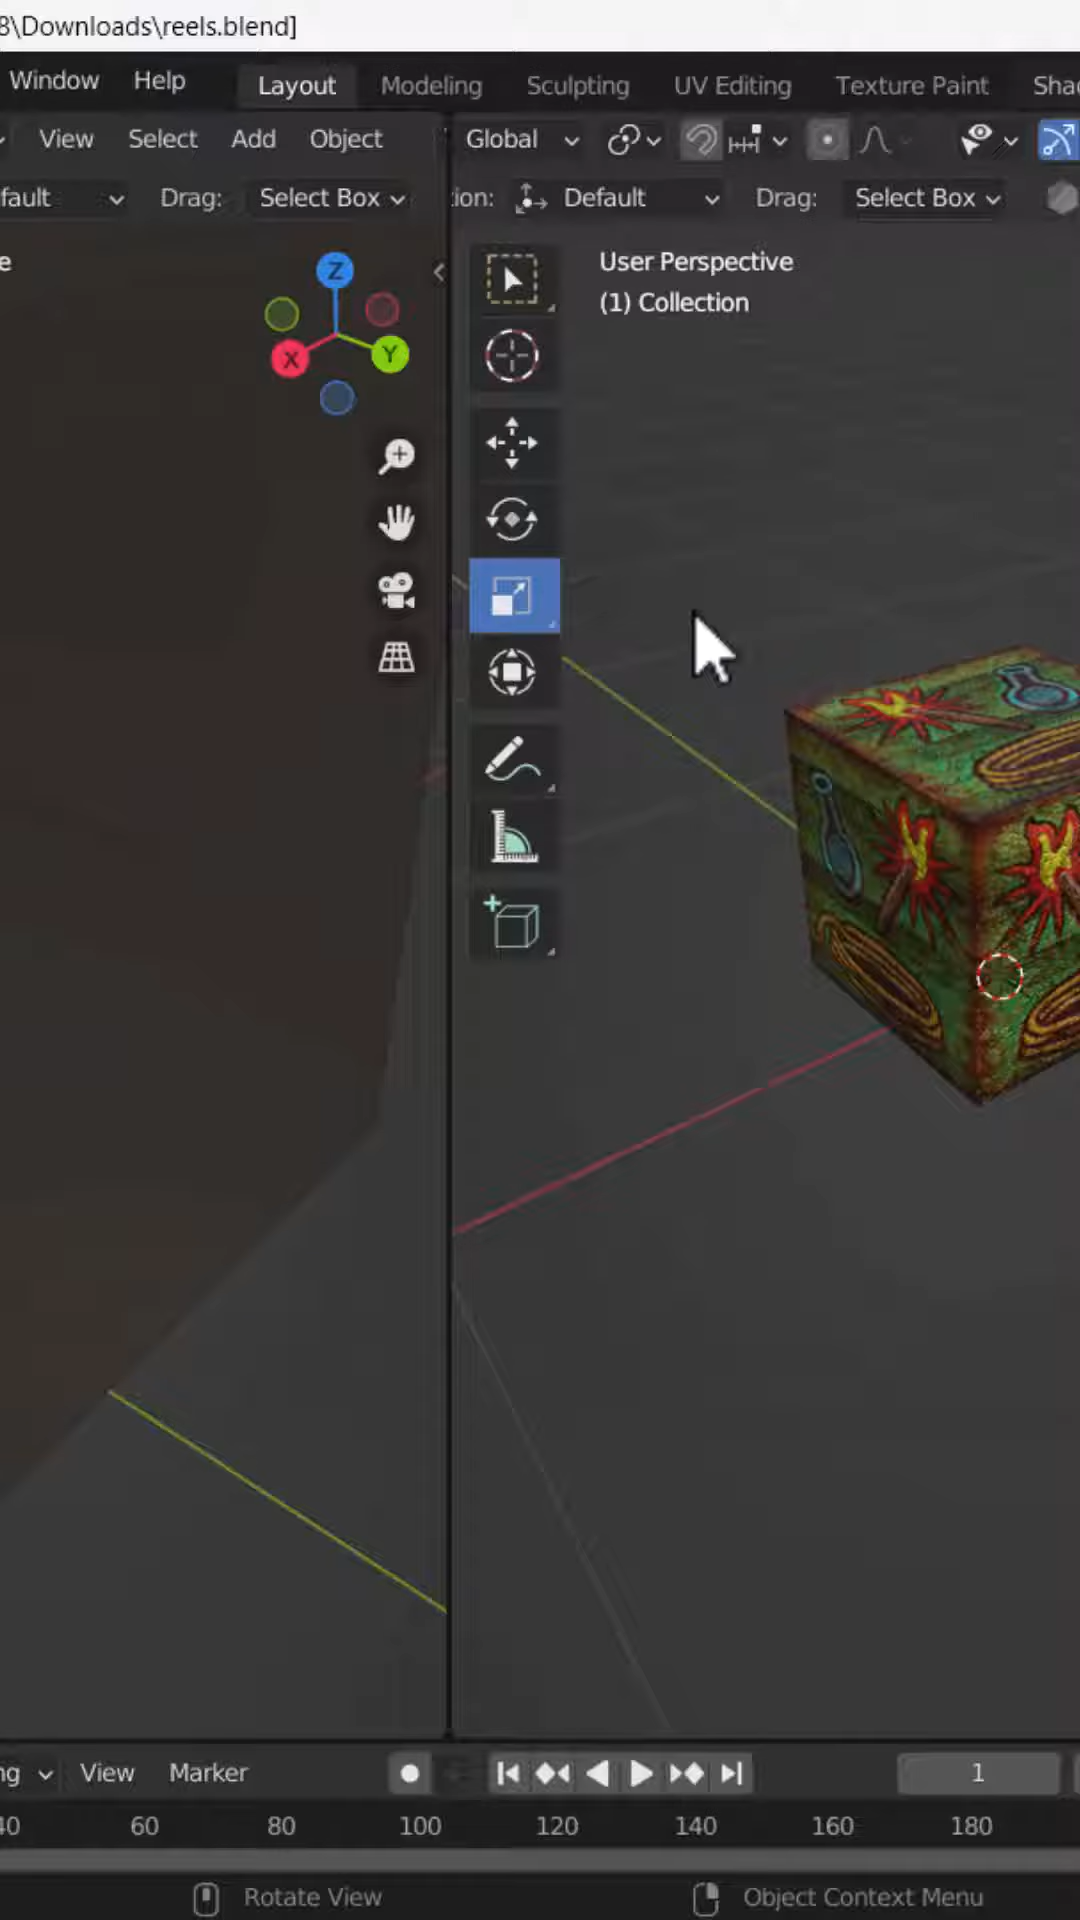 8\Downloads\reels.blend]
Window Help Layout Modeling Sculpting UV Editing Texture Paint Sha
View Select Add Object Global
fault Drag: Select Box ion: Default Drag: Select Box
e
Z
X
Y
User Perspective
(1) Collection
ng View Marker 1
40 60 80 100 120 140 160 180
Rotate View Object Context Menu